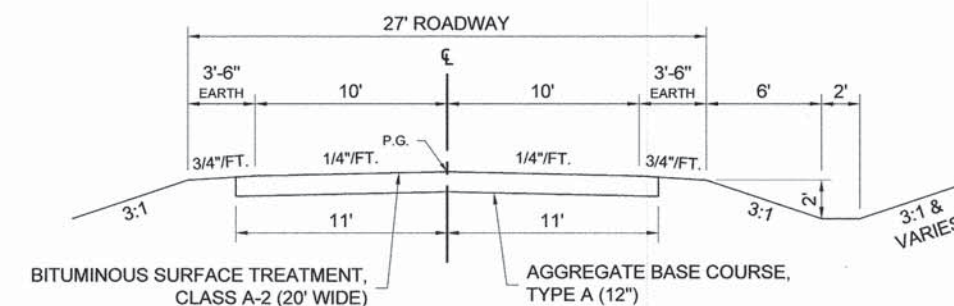 27' ROADWAY
℄
3'-6"
EARTH
10'
10'
3'-6"
EARTH
6'
2'
P.G.
3/4"/FT.
1/4"/FT.
1/4"/FT.
3/4"/FT.
3:1
2'
3:1
3:1 &
VARIES
11'
11'
BITUMINOUS SURFACE TREATMENT,
CLASS A-2 (20' WIDE)
AGGREGATE BASE COURSE,
TYPE A (12")